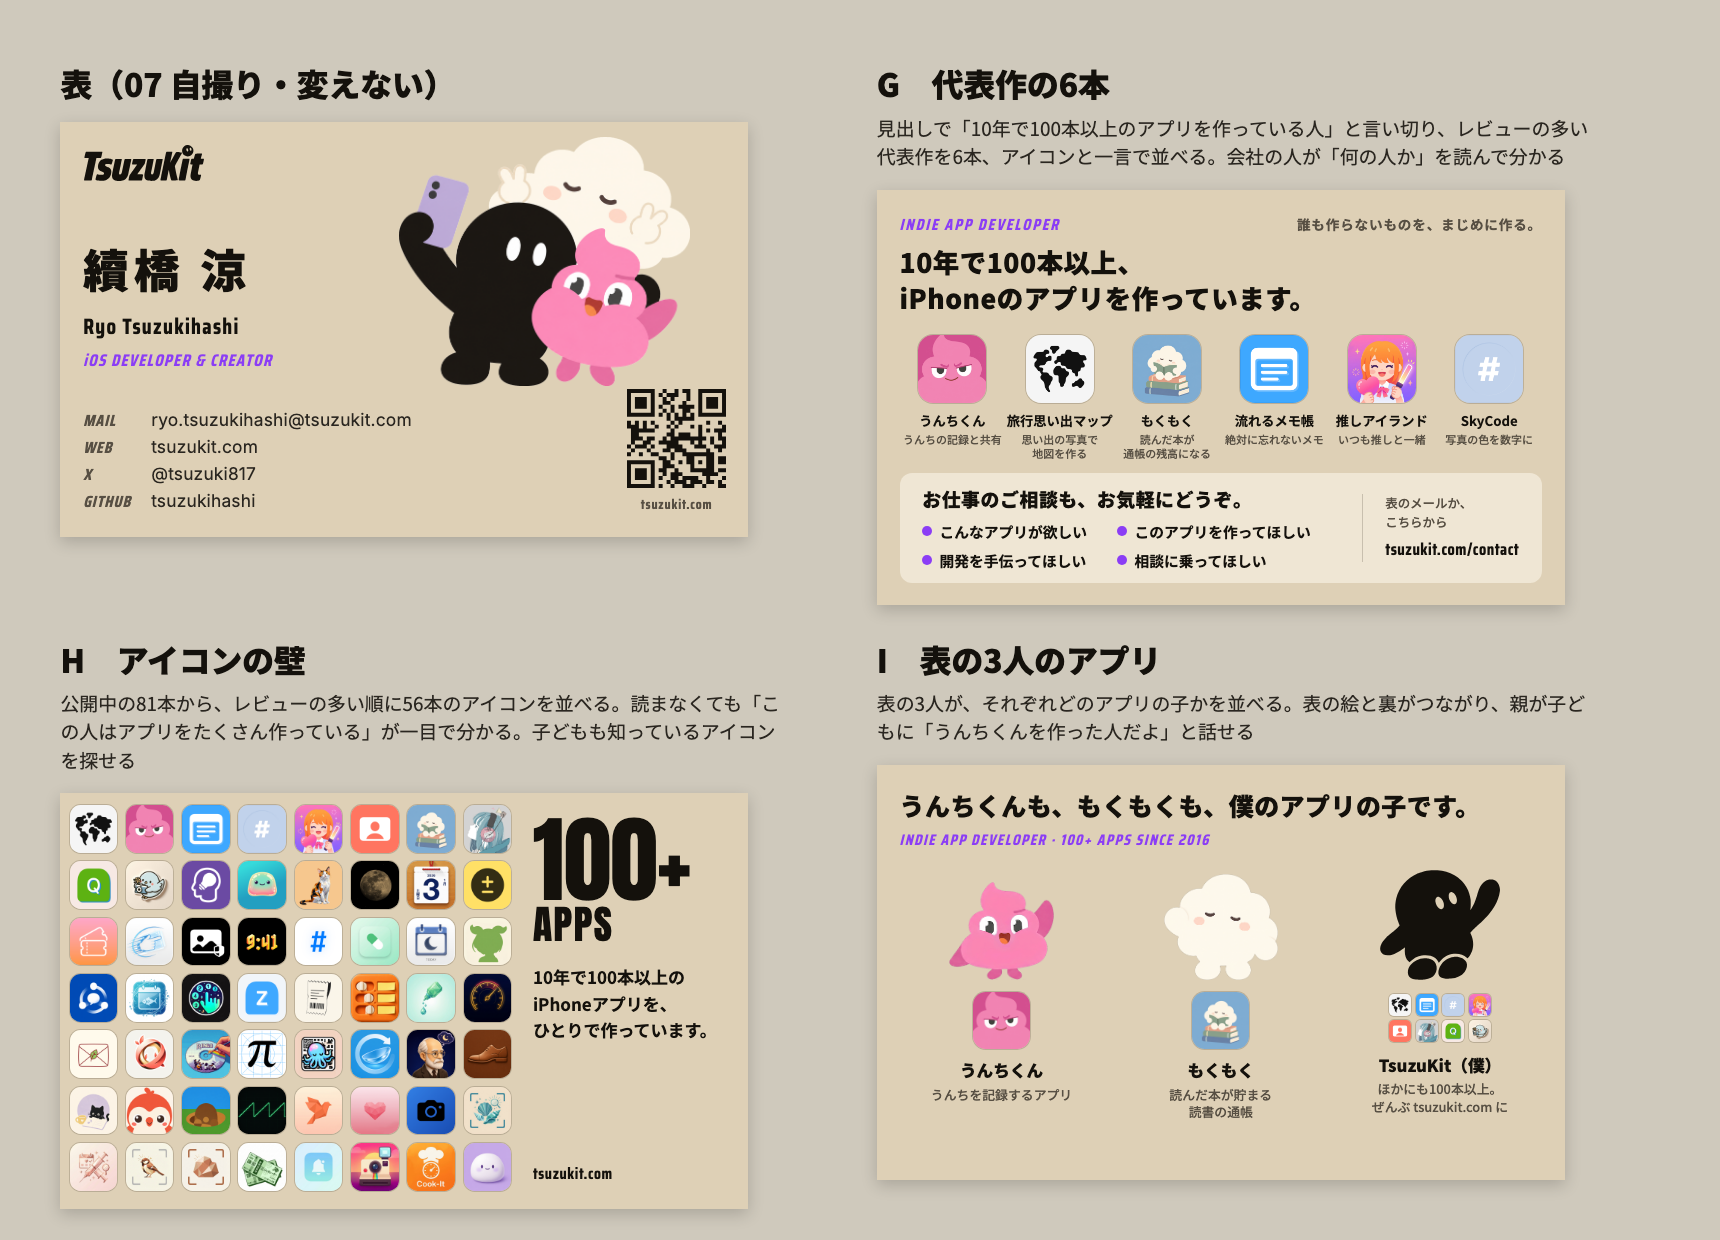 表（07 自撮り・変えない）
TsuzuKit
續橋 涼
Ryo Tsuzukihashi
iOS DEVELOPER & CREATOR
MAIL ryo.tsuzukihashi@tsuzukit.com
WEB tsuzukit.com
X @tsuzuki817
GITHUB tsuzukihashi
tsuzukit.com
G 代表作の6本
見出しで「10年で100本以上のアプリを作っている人」と言い切り、レビューの多い
代表作を6本、アイコンと一言で並べる。会社の人が「何の人か」を読んで分かる
INDIE APP DEVELOPER
誰も作らないものを、まじめに作る。
10年で100本以上、
iPhoneのアプリを作っています。
#
うんちくん
うんちの記録と共有
旅行思い出マップ
思い出の写真で
地図を作る
もくもく
読んだ本が
通帳の残高になる
流れるメモ帳
絶対に忘れないメモ
推しアイランド
いつも推しと一緒
SkyCode
写真の色を数字に
お仕事のご相談も、お気軽にどうぞ。
こんなアプリが欲しい
このアプリを作ってほしい
開発を手伝ってほしい
相談に乗ってほしい
表のメールか、
こちらから
tsuzukit.com/contact
H アイコンの壁
公開中の81本から、レビューの多い順に56本のアイコンを並べる。読まなくても「こ
の人はアプリをたくさん作っている」が一目で分かる。子どもも知っているアイコン
を探せる
#
Q
3
±
9:41
#
Z
π
Cook-It
100+
APPS
10年で100本以上の
iPhoneアプリを、
ひとりで作っています。
tsuzukit.com
I 表の3人のアプリ
表の3人が、それぞれどのアプリの子かを並べる。表の絵と裏がつながり、親が子ど
もに「うんちくんを作った人だよ」と話せる
うんちくんも、もくもくも、僕のアプリの子です。
INDIE APP DEVELOPER · 100+ APPS SINCE 2016
うんちくん
うんちを記録するアプリ
もくもく
読んだ本が貯まる
読書の通帳
#
Q
TsuzuKit（僕）
ほかにも100本以上。
ぜんぶ tsuzukit.com に